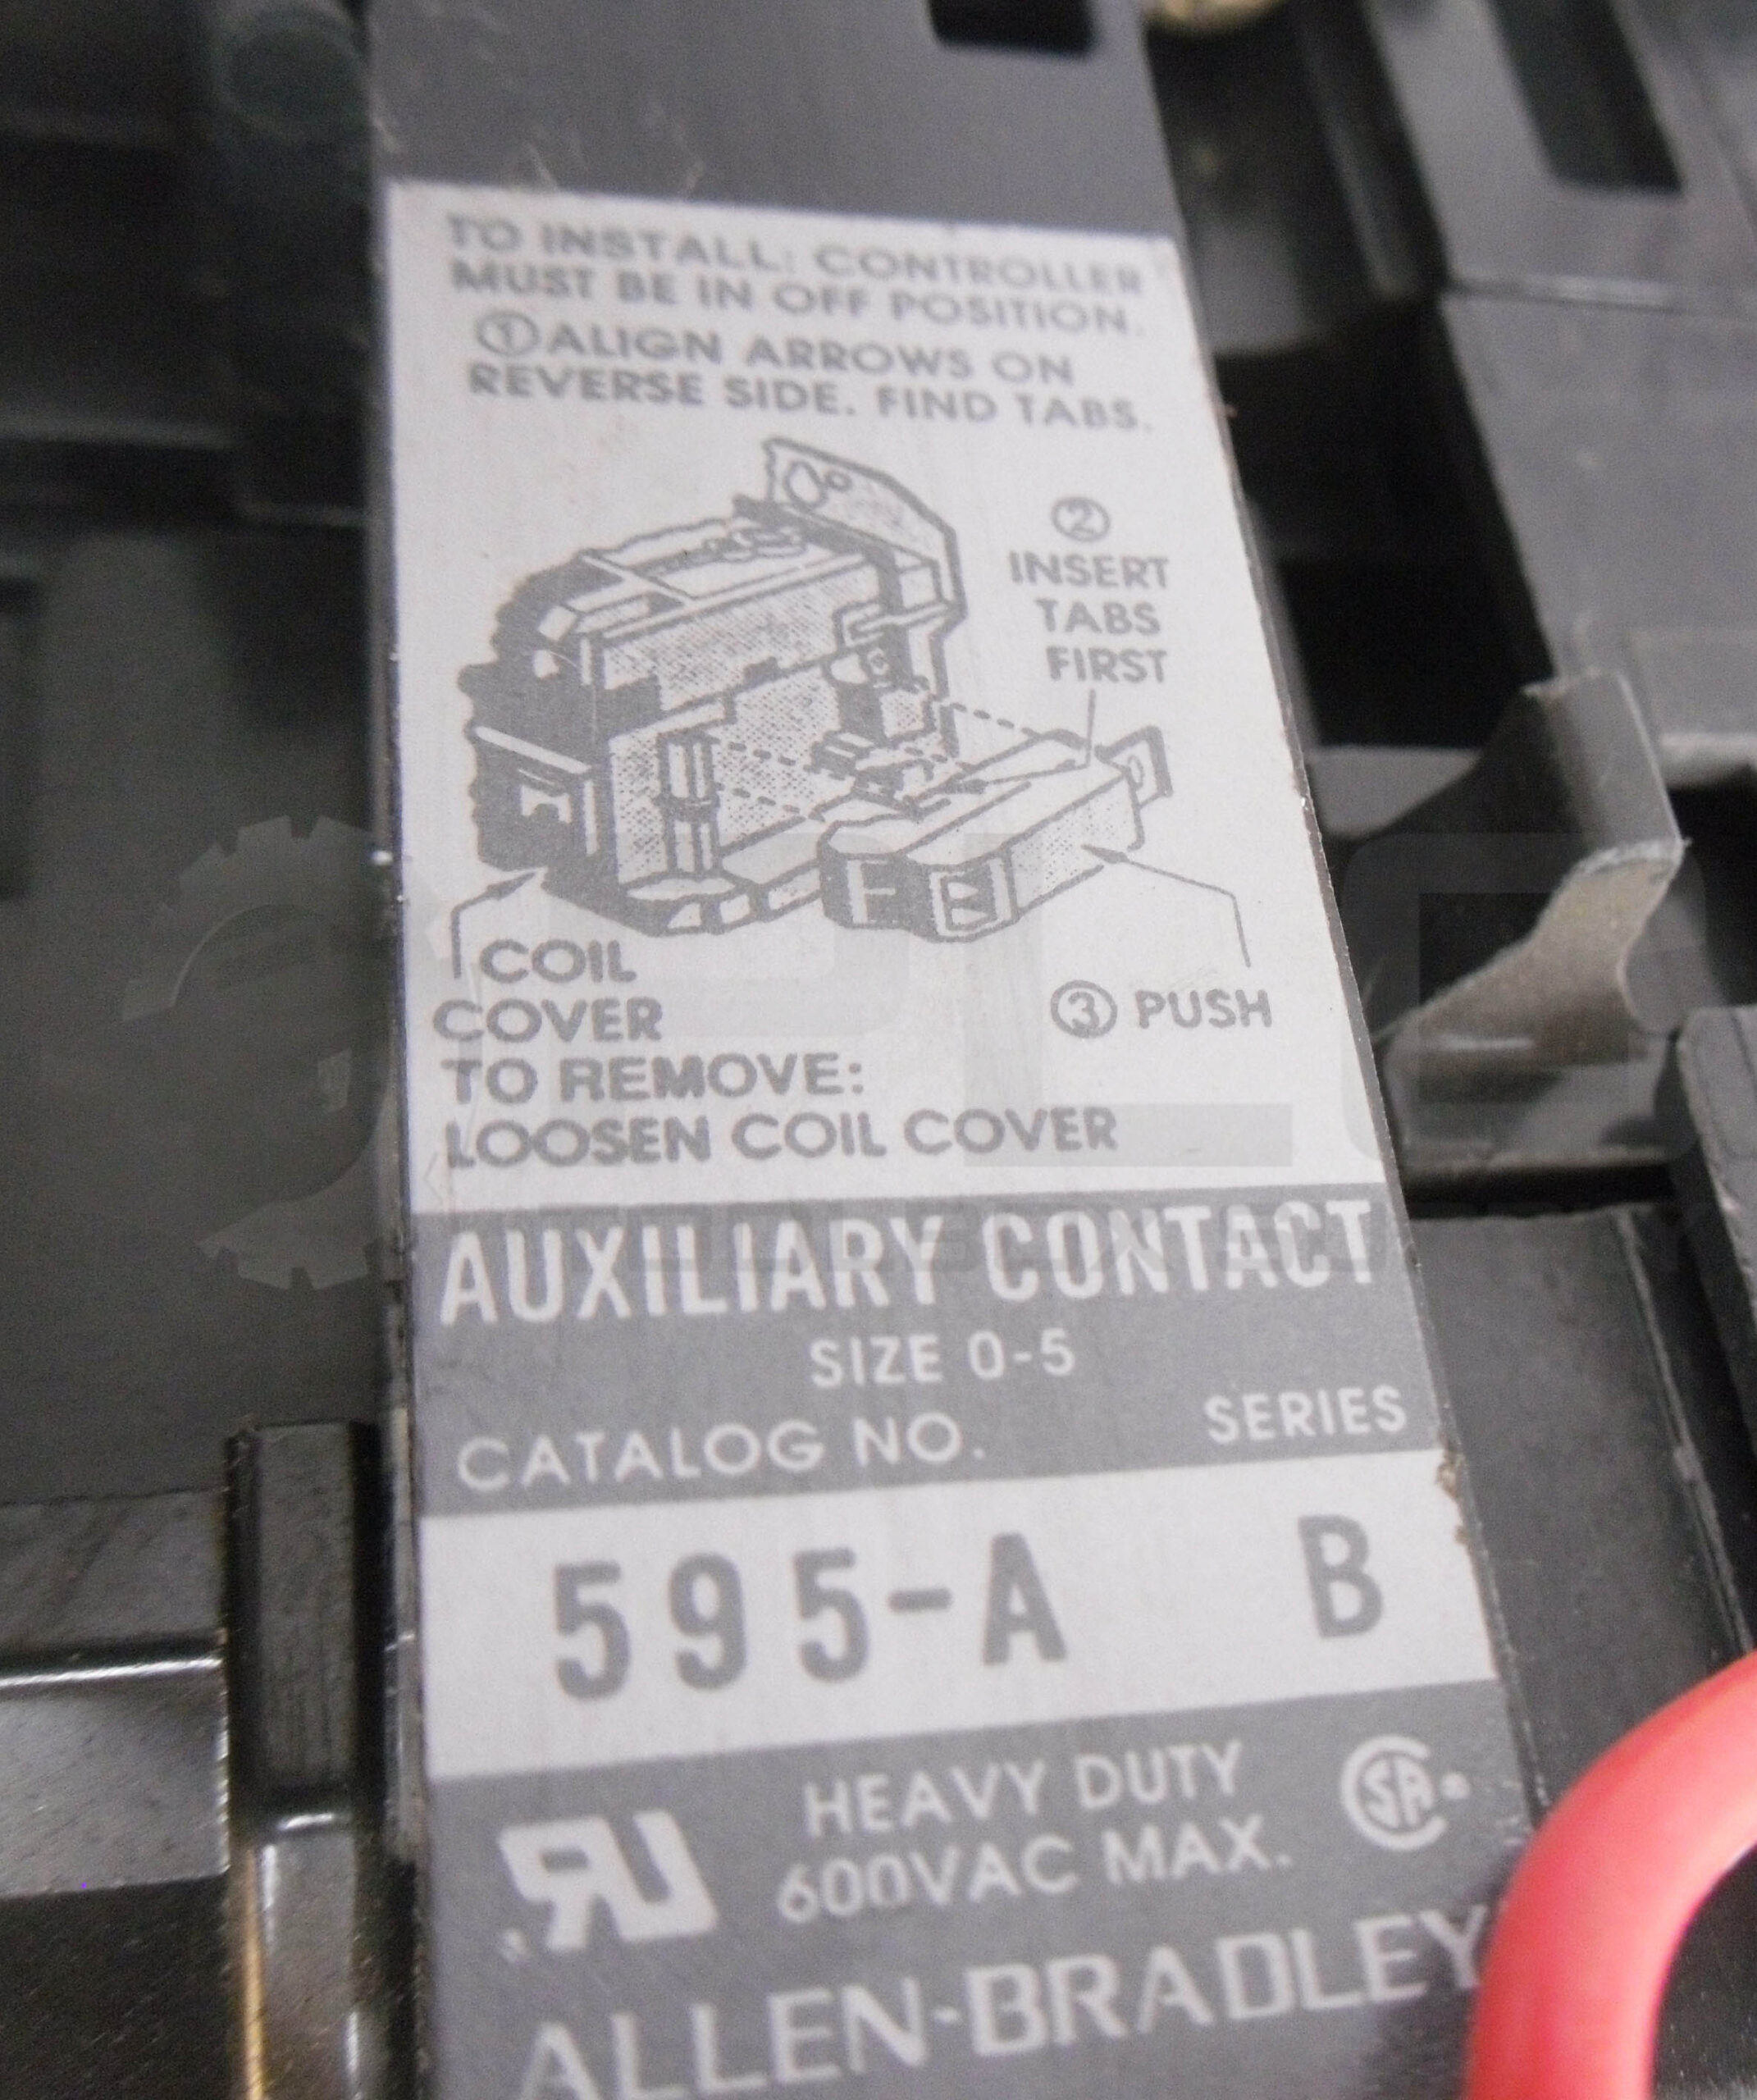 TO INSTALL: CONTROLLER
MUST BE IN OFF POSITION.
①ALIGN ARROWS ON
REVERSE SIDE. FIND TABS.
②
INSERT
TABS
FIRST
COIL
COVER
③ PUSH
TO REMOVE:
LOOSEN COIL COVER
AUXILIARY CONTACT
SIZE 0-5
CATALOG NO. SERIES
595-A B
HEAVY DUTY
600VAC MAX.
ALLEN-BRADLEY